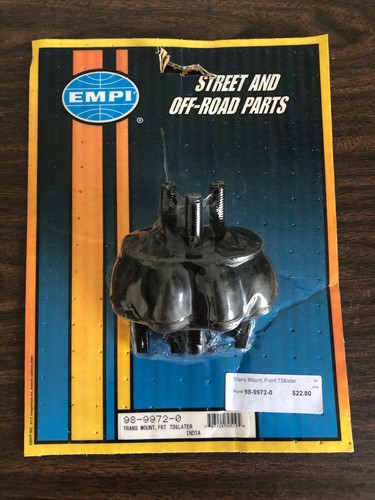 EMPI
®
STREET AND
OFF-ROAD PARTS
Trans Mount, Front 73&later
98-9972-0
$22.80
98-9972-0
TRANS MOUNT, FRT 73&LATER
INDIA